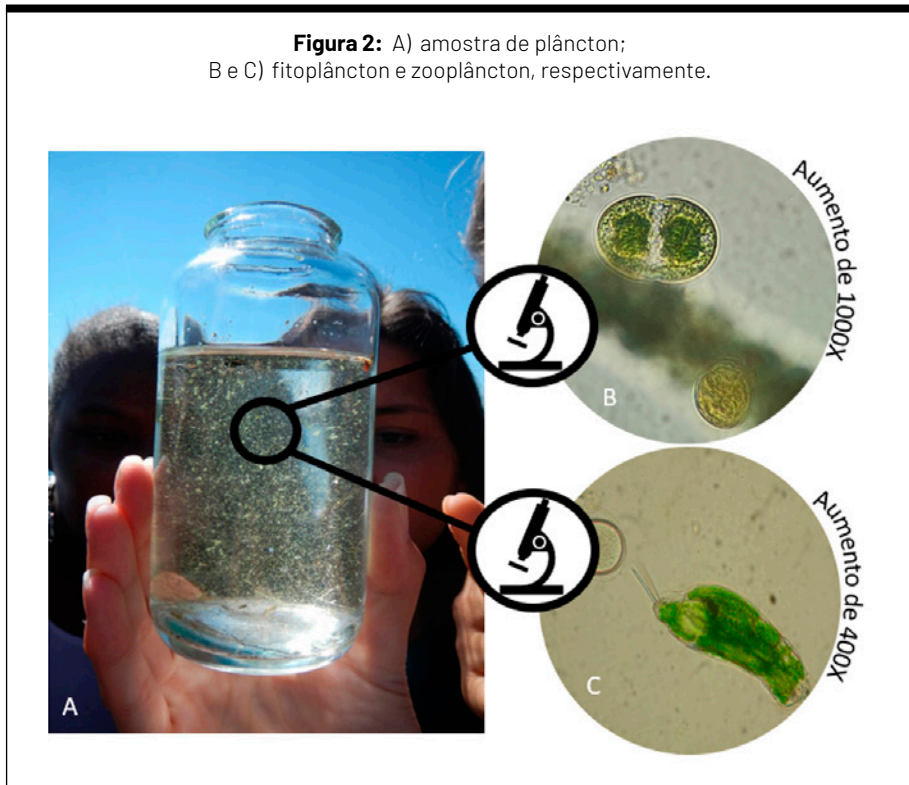 Figura 2: A) amostra de plâncton;
B e C) fitoplâncton e zooplâncton, respectivamente.
Aumento de 1000X
B
Aumento de 400X
C
A